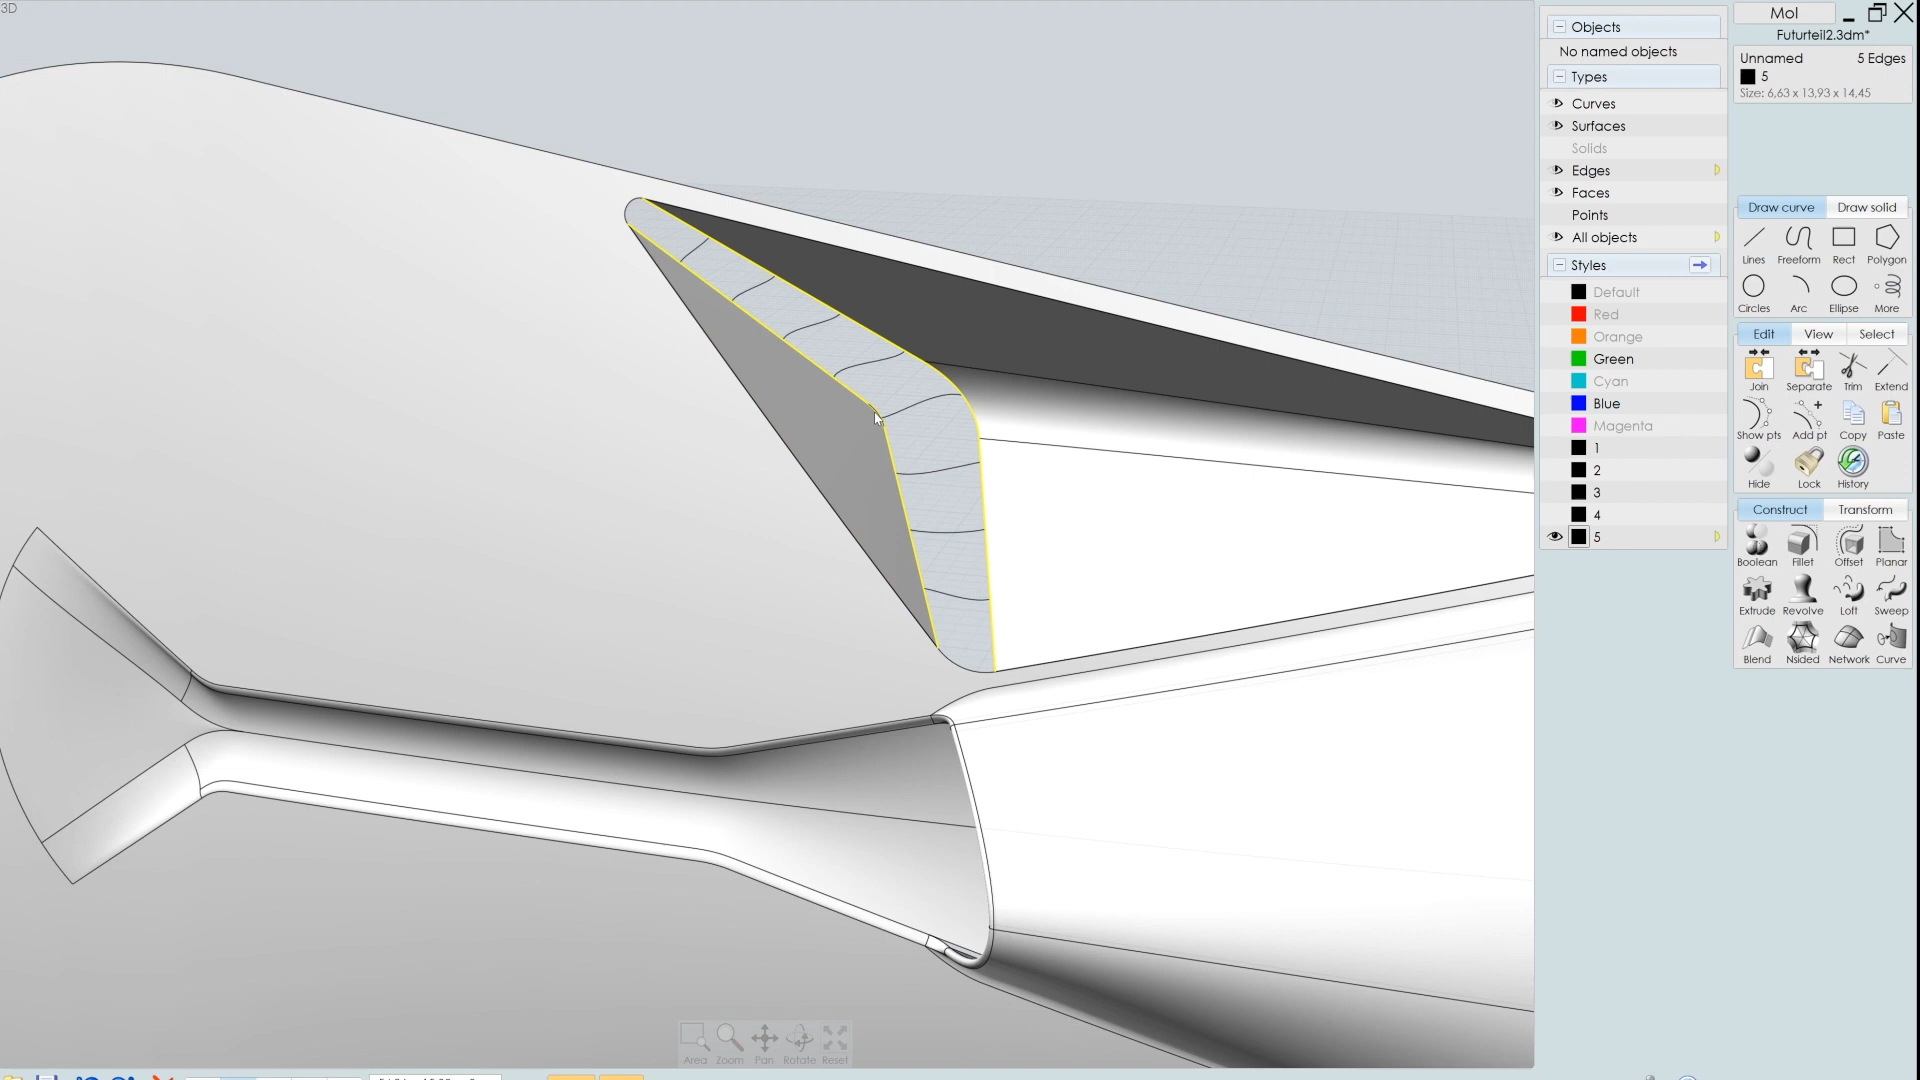 3D
Area
Zoom
Pan
Rotate
Reset
Objects
No named objects
Types
Curves
Surfaces
Solids
Edges
Faces
Points
All objects
Styles
Default
Red
Orange
Green
Cyan
Blue
Magenta
1
2
3
4
5
MoI
Futurteil2.3dm*
Unnamed 5 Edges
5
Size: 6,63 x 13,93 x 14,45
Draw curve Draw solid
Lines Freeform Rect Polygon
Circles Arc Ellipse More
Edit View Select
Join Separate Trim Extend
Show pts Add pt Copy Paste
Hide Lock History
Construct Transform
Boolean Fillet Offset Planar
Extrude Revolve Loft Sweep
Blend Nsided Network Curve